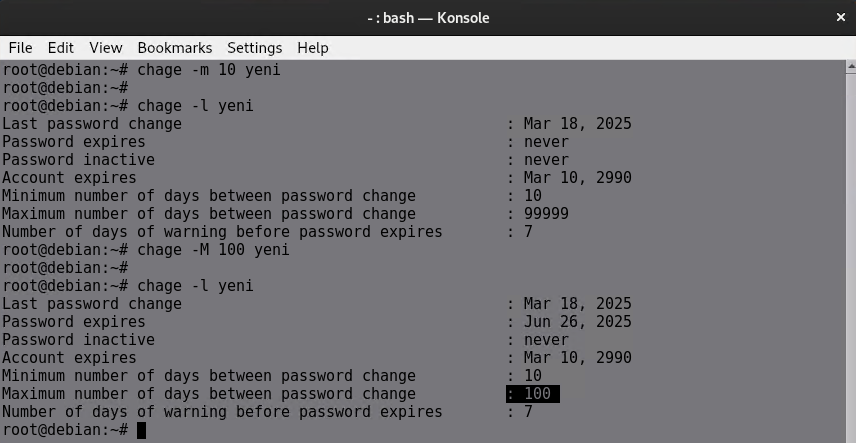 - : bash — Konsole
File Edit View Bookmarks Settings Help
root@debian:~# chage -m 10 yeni
root@debian:~#
root@debian:~# chage -l yeni
Last password change : Mar 18, 2025
Password expires : never
Password inactive : never
Account expires : Mar 10, 2990
Minimum number of days between password change : 10
Maximum number of days between password change : 99999
Number of days of warning before password expires : 7
root@debian:~# chage -M 100 yeni
root@debian:~#
root@debian:~# chage -l yeni
Last password change : Mar 18, 2025
Password expires : Jun 26, 2025
Password inactive : never
Account expires : Mar 10, 2990
Minimum number of days between password change : 10
Maximum number of days between password change : 100
Number of days of warning before password expires : 7
root@debian:~#